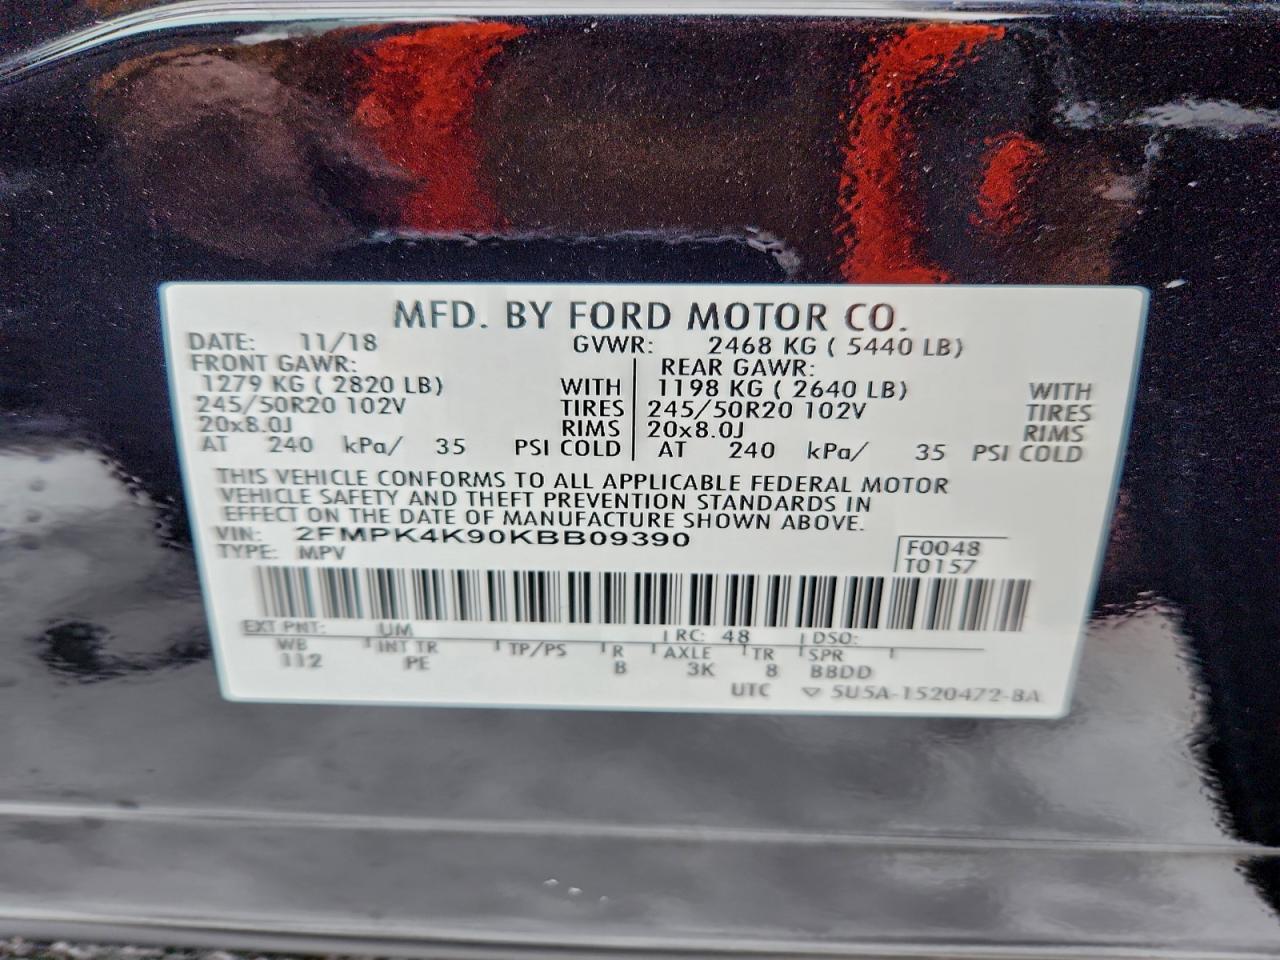 MFD. BY FORD MOTOR CO.
DATE: 11/18 GVWR: 2468 KG ( 5440 LB)
FRONT GAWR: REAR GAWR:
1279 KG ( 2820 LB) WITH 1198 KG ( 2640 LB) WITH
245/50R20 102V TIRES 245/50R20 102V TIRES
20x8.0J RIMS 20x8.0J RIMS
AT 240 kPa/ 35 PSI COLD AT 240 kPa/ 35 PSI COLD
THIS VEHICLE CONFORMS TO ALL APPLICABLE FEDERAL MOTOR
VEHICLE SAFETY AND THEFT PREVENTION STANDARDS IN
EFFECT ON THE DATE OF MANUFACTURE SHOWN ABOVE.
VIN: 2FMPK4K90KBB09390
TYPE: MPV
F0048
T0157
EXT PNT: UM RC: 48 DSO:
WB INT TR TP/PS R AXLE TR SPR
112 PE B 3K 8 BBDD
UTC ▽ 5U5A-1520472-BA